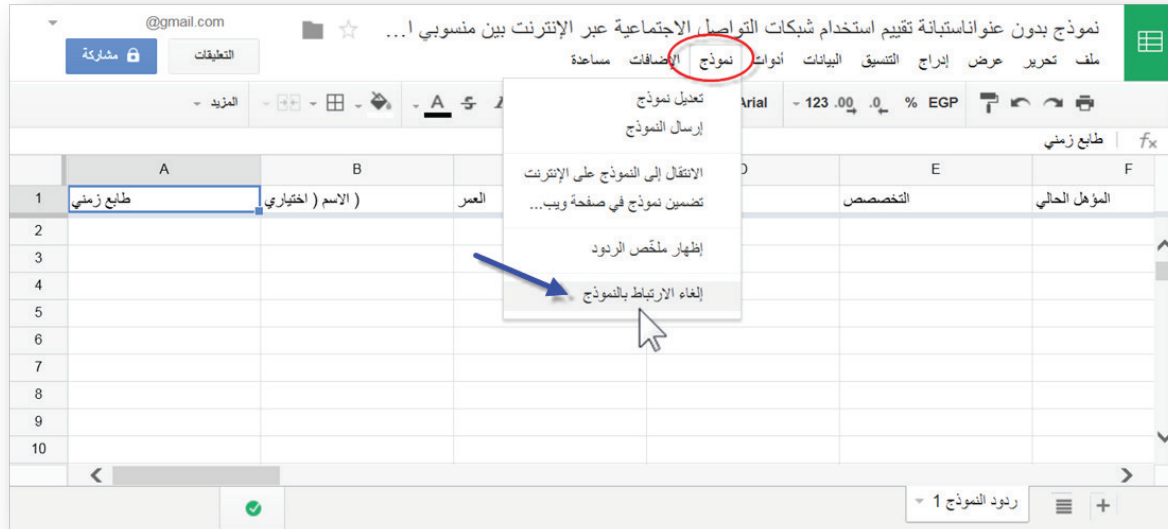 @gmail.com
نموذج بدون عنواناستبانة تقييم استخدام شبكات التواصل الاجتماعية عبر الإنترنت بين منسوبي ا...
ملف تحرير عرض إدراج التنسيق البيانات أدوات نموذج الإضافات مساعدة
التعليقات
مشاركة
Arial 123 .00 .0 % EGP
A S I
المزيد
تعديل نموذج
إرسال النموذج
الانتقال إلى النموذج على الإنترنت
تضمين نموذج في صفحة ويب...
إظهار ملخّص الردود
إلغاء الارتباط بالنموذج
fx طابع زمني
A B D E F
1 طابع زمني ( الاسم ( اختياري العمر التخصصص المؤهل الحالي
2
3
4
5
6
7
8
9
10
ردود النموذج 1